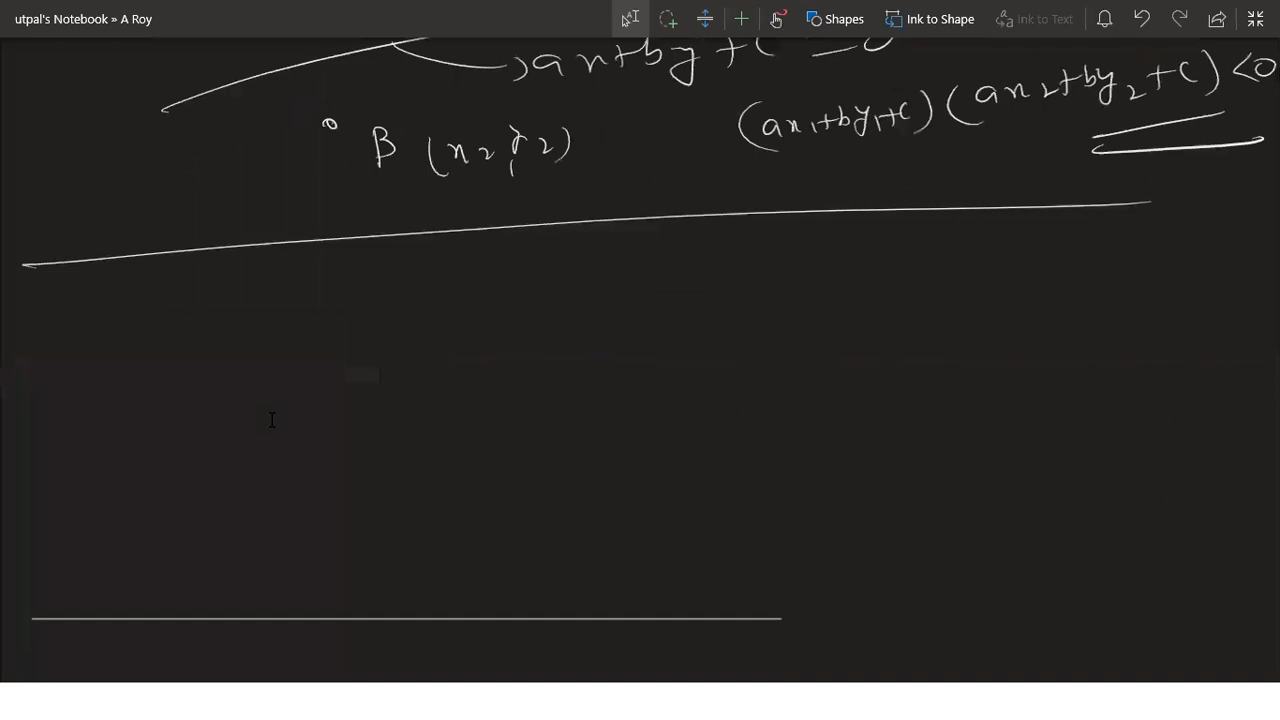 utpal's Notebook » A Roy Shapes Ink to Shape Ink to Text
→ax+by+c=0
(ax₁+by₁+c)(ax₂+by₂+c)<0
B (x₂,y₂)